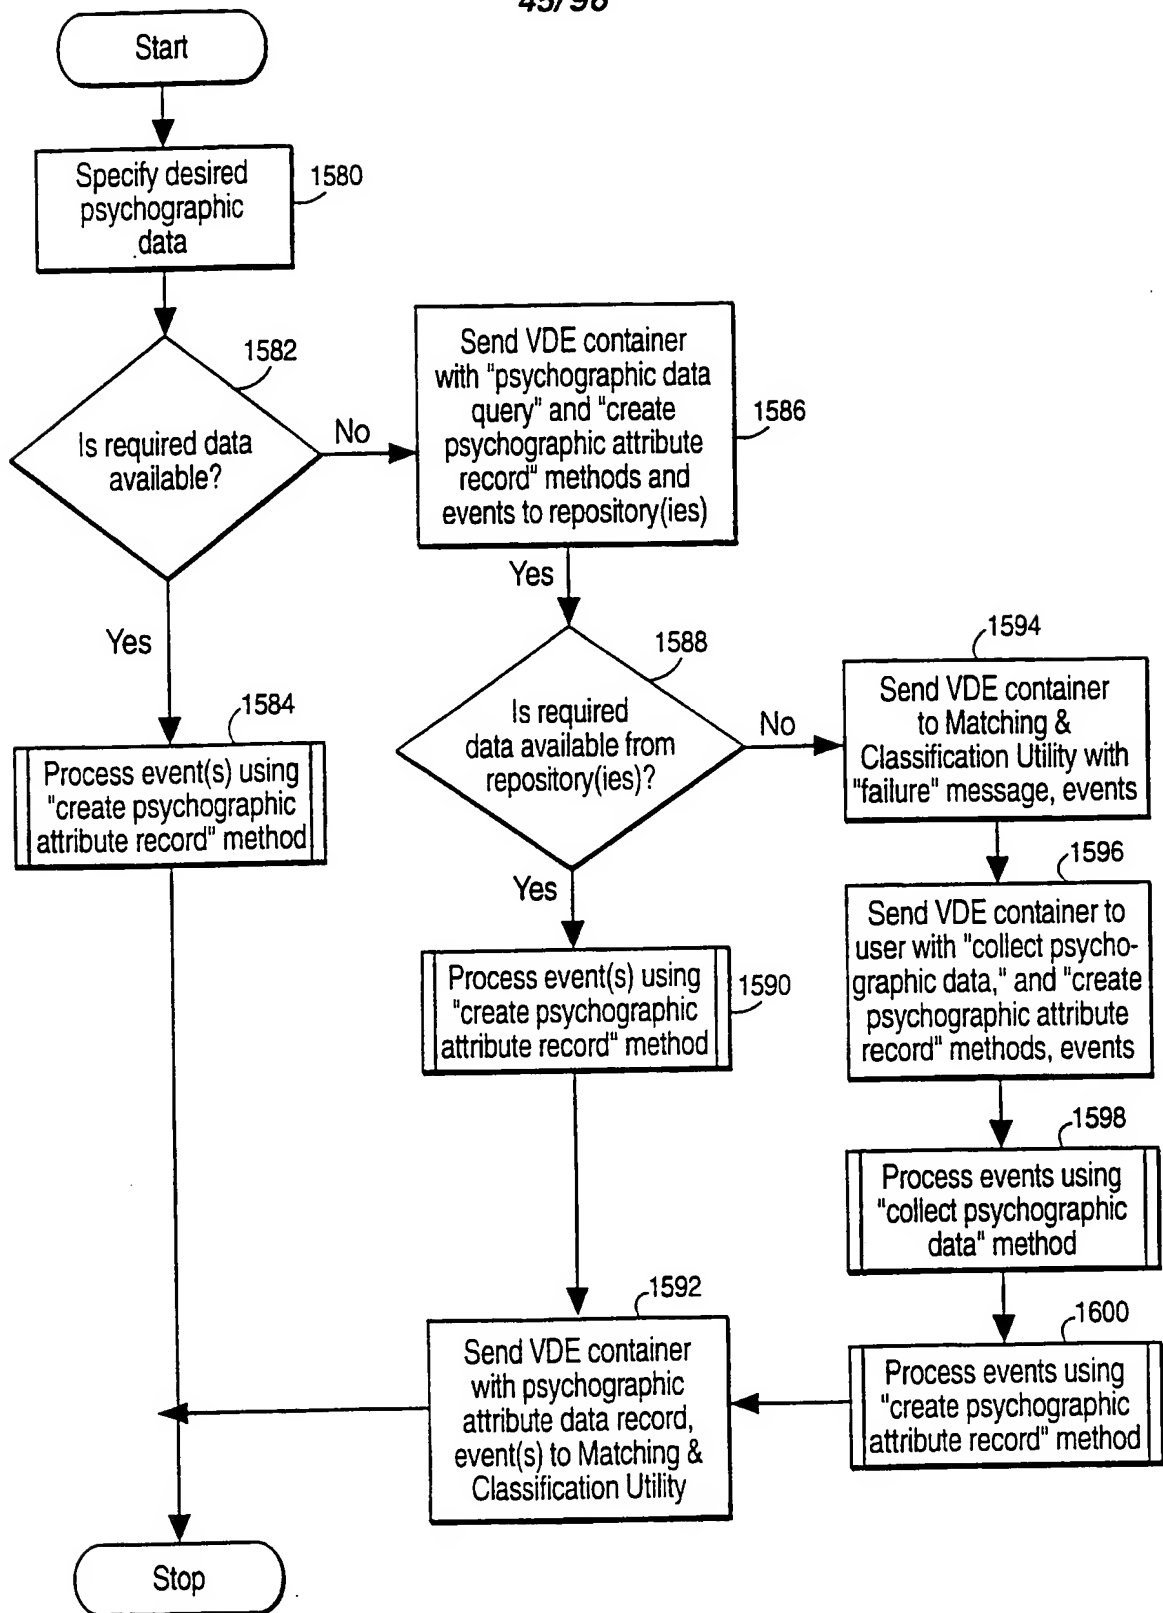 45/96
Start
Specify desired
psychographic
data
1580
1582
Is required data
available?
No
Yes
Send VDE container
with "psychographic data
query" and "create
psychographic attribute
record" methods and
events to repository(ies)
1586
Yes
1584
Process event(s) using
"create psychographic
attribute record" method
1588
Is required
data available from
repository(ies)?
No
Yes
1594
Send VDE container
to Matching &
Classification Utility with
"failure" message, events
1596
Send VDE container to
user with "collect psycho-
graphic data," and "create
psychographic attribute
record" methods, events
Process event(s) using
"create psychographic
attribute record" method
1590
1598
Process events using
"collect psychographic
data" method
1600
Process events using
"create psychographic
attribute record" method
1592
Send VDE container
with psychographic
attribute data record,
event(s) to Matching &
Classification Utility
Stop